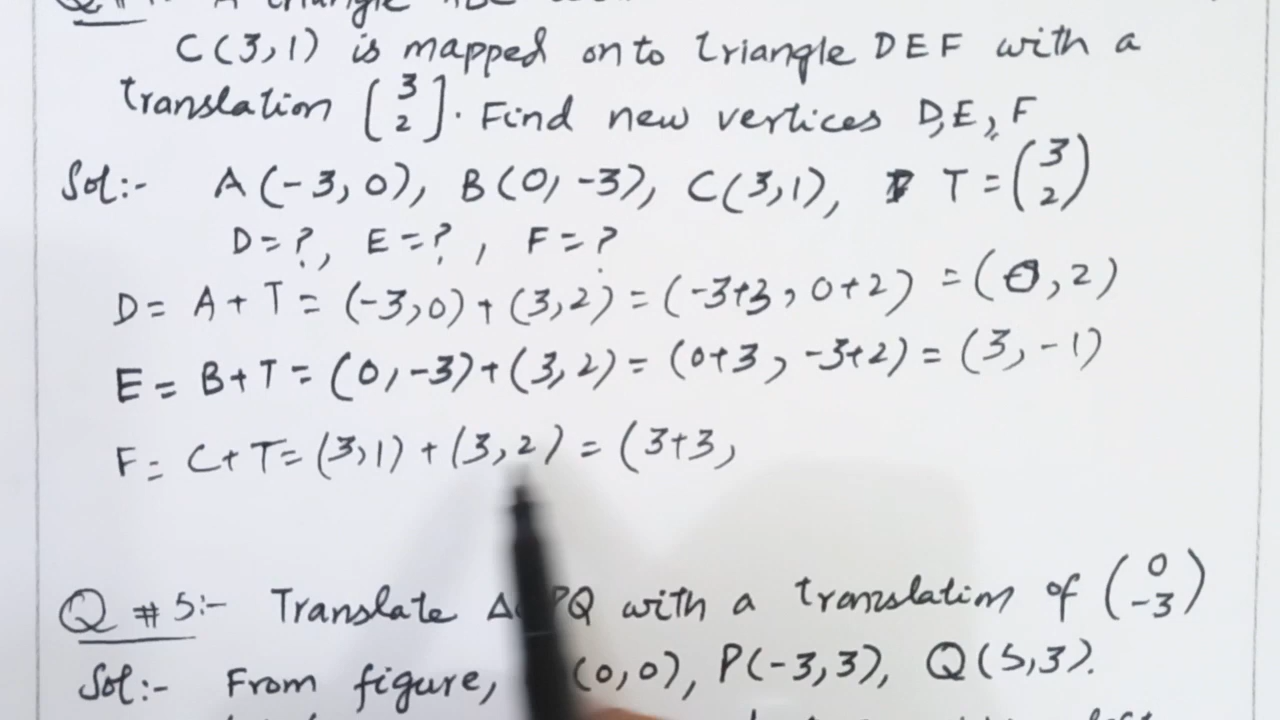 C(3,1) is mapped on to triangle DEF with a
translation [3 2]. Find new vertices D,E,F
Sol:- A(-3,0), B(0,-3), C(3,1), T=(3 2)
D=?, E=?, F=?
D= A+T= (-3,0)+(3,2)=(-3+3, 0+2) =(0,2)
E= B+T= (0,-3)+(3,2)= (0+3, -3+2)=(3,-1)
F= C+T=(3,1)+(3,2)=(3+3,
Q #5:- Translate PQ with a translation of (0 -3)
Sol:- From figure, (0,0), P(-3,3), Q(5,3).